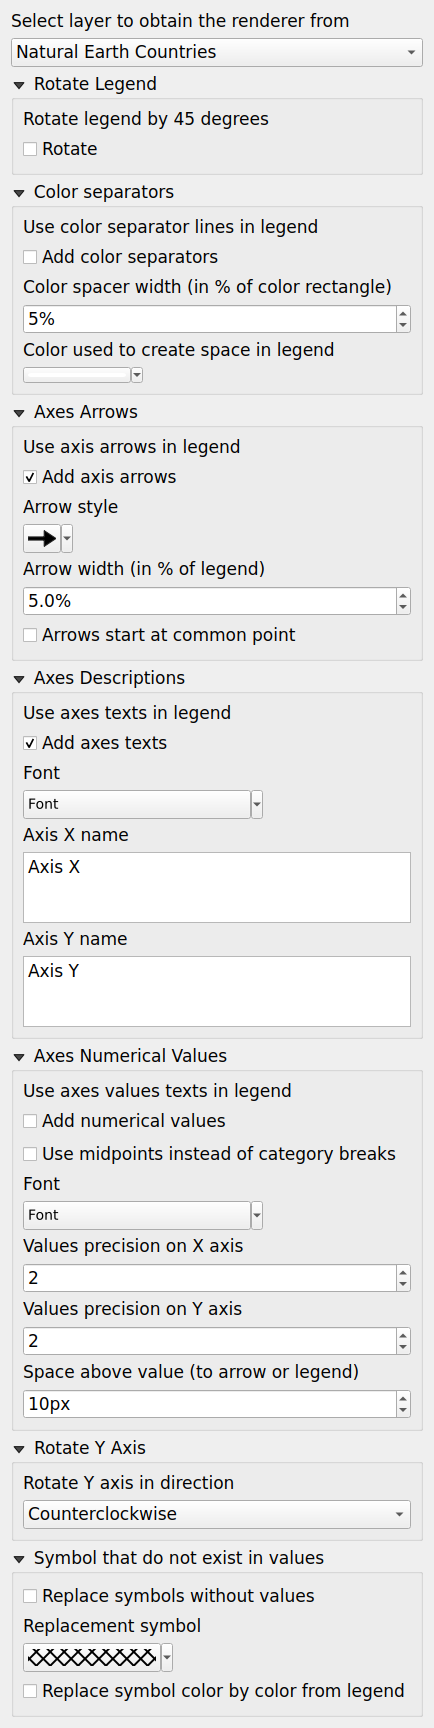 Select layer to obtain the renderer from
Natural Earth Countries
Rotate Legend
Rotate legend by 45 degrees
Rotate
Color separators
Use color separator lines in legend
Add color separators
Color spacer width (in % of color rectangle)
5%
Color used to create space in legend
Axes Arrows
Use axis arrows in legend
Add axis arrows
Arrow style
Arrow width (in % of legend)
5.0%
Arrows start at common point
Axes Descriptions
Use axes texts in legend
Add axes texts
Font
Font
Axis X name
Axis X
Axis Y name
Axis Y
Axes Numerical Values
Use axes values texts in legend
Add numerical values
Use midpoints instead of category breaks
Font
Font
Values precision on X axis
2
Values precision on Y axis
2
Space above value (to arrow or legend)
10px
Rotate Y Axis
Rotate Y axis in direction
Counterclockwise
Symbol that do not exist in values
Replace symbols without values
Replacement symbol
Replace symbol color by color from legend